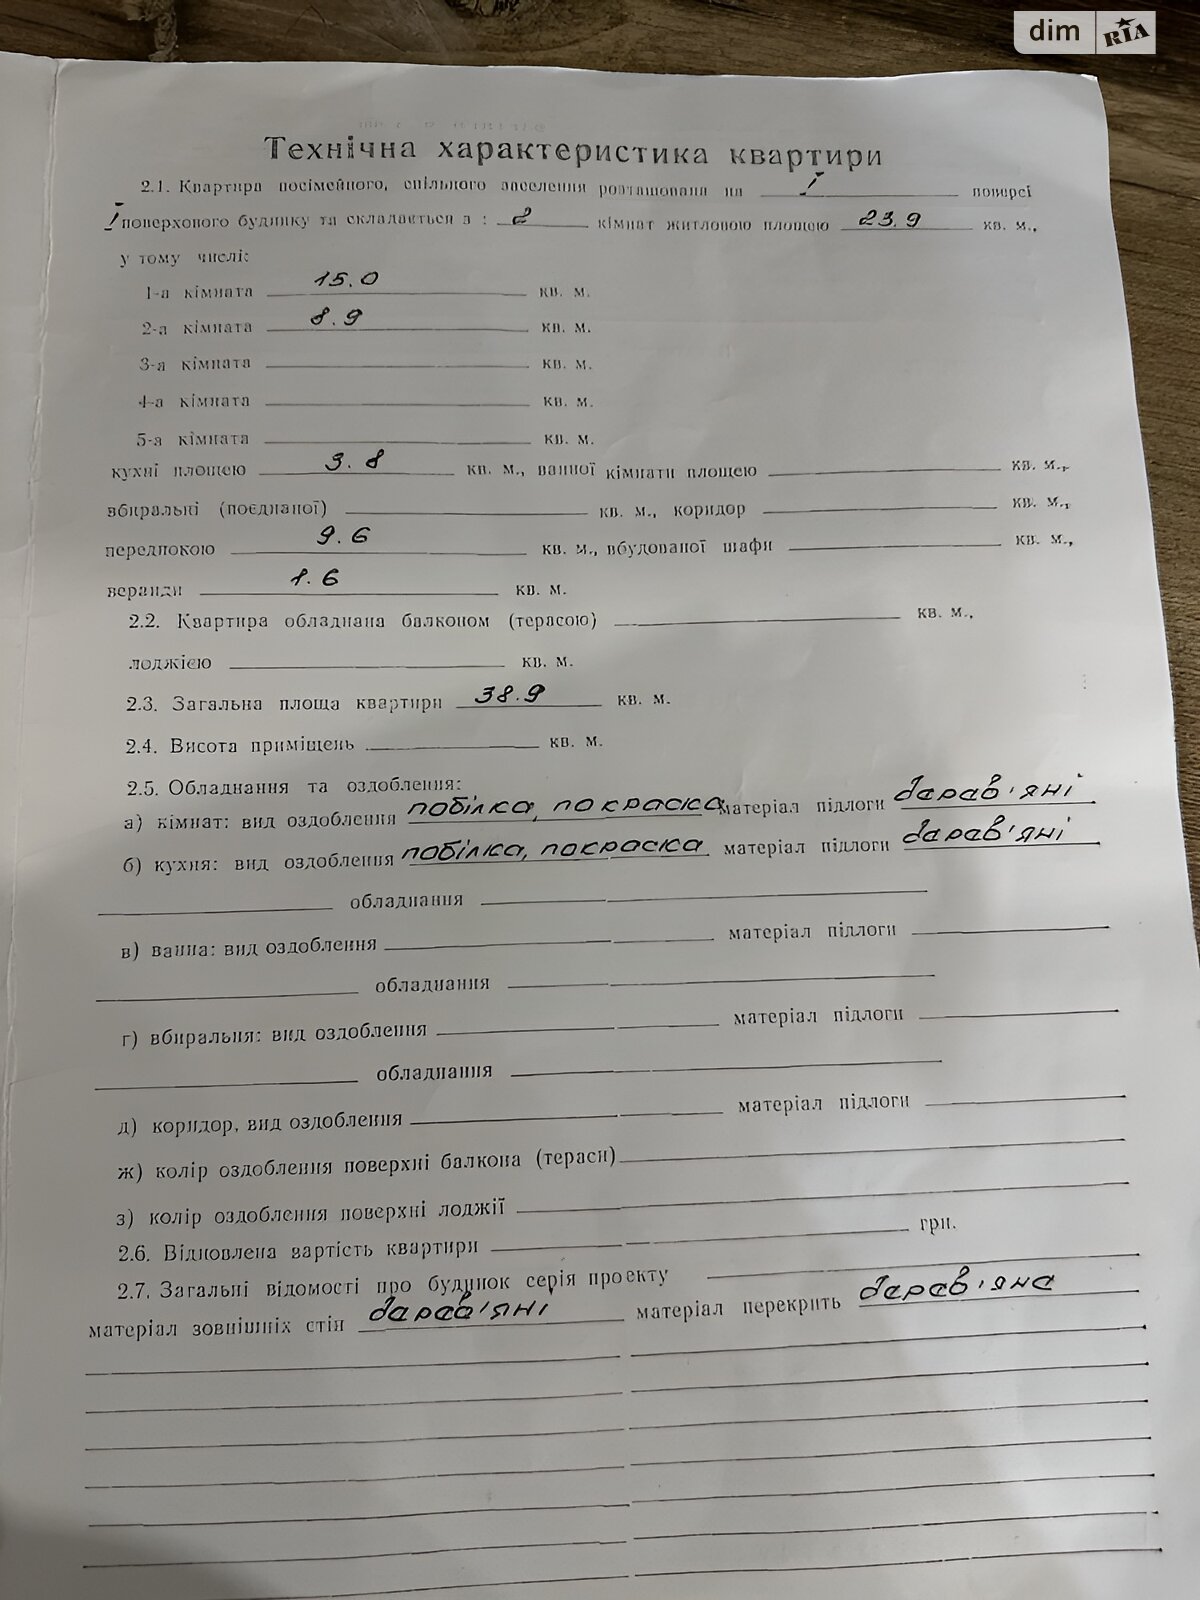 dim RIA
Технічна характеристика квартири
2.1. Квартира посімейного, спільного заселення розташована на I поверсі
I поверхового будинку та складається з : 2 кімнат житловою площею 23.9 кв. м.,
у тому числі:
1-а кімната 15.0 кв. м.
2-а кімната 8.9 кв. м.
3-а кімната кв. м.
4-а кімната кв. м.
5-а кімната кв. м.
кухні площею 3.8 кв. м., ванної кімнати площею кв. м.,
вбиральні (поєднаної) кв. м., коридор кв. м.,
передпокою 9.6 кв. м., вбудованої шафи кв. м.,
веранди 1.6 кв. м.
2.2. Квартира обладнана балконом (терасою) кв. м.,
лоджією кв. м.
2.3. Загальна площа квартири 38.9 кв. м.
2.4. Висота приміщень кв. м.
2.5. Обладнання та оздоблення:
а) кімнат: вид оздоблення побілка, покраска матеріал підлоги дерев'яні
б) кухня: вид оздоблення побілка, покраска матеріал підлоги дерев'яні
обладнання
в) ванна: вид оздоблення матеріал підлоги
обладнання
г) вбиральня: вид оздоблення матеріал підлоги
обладнання
д) коридор, вид оздоблення матеріал підлоги
ж) колір оздоблення поверхні балкона (тераси)
з) колір оздоблення поверхні лоджії
2.6. Відновлена вартість квартири грн.
2.7. Загальні відомості про будинок серія проекту
матеріал зовнішніх стін дерев'яні матеріал перекрить дерев'яне